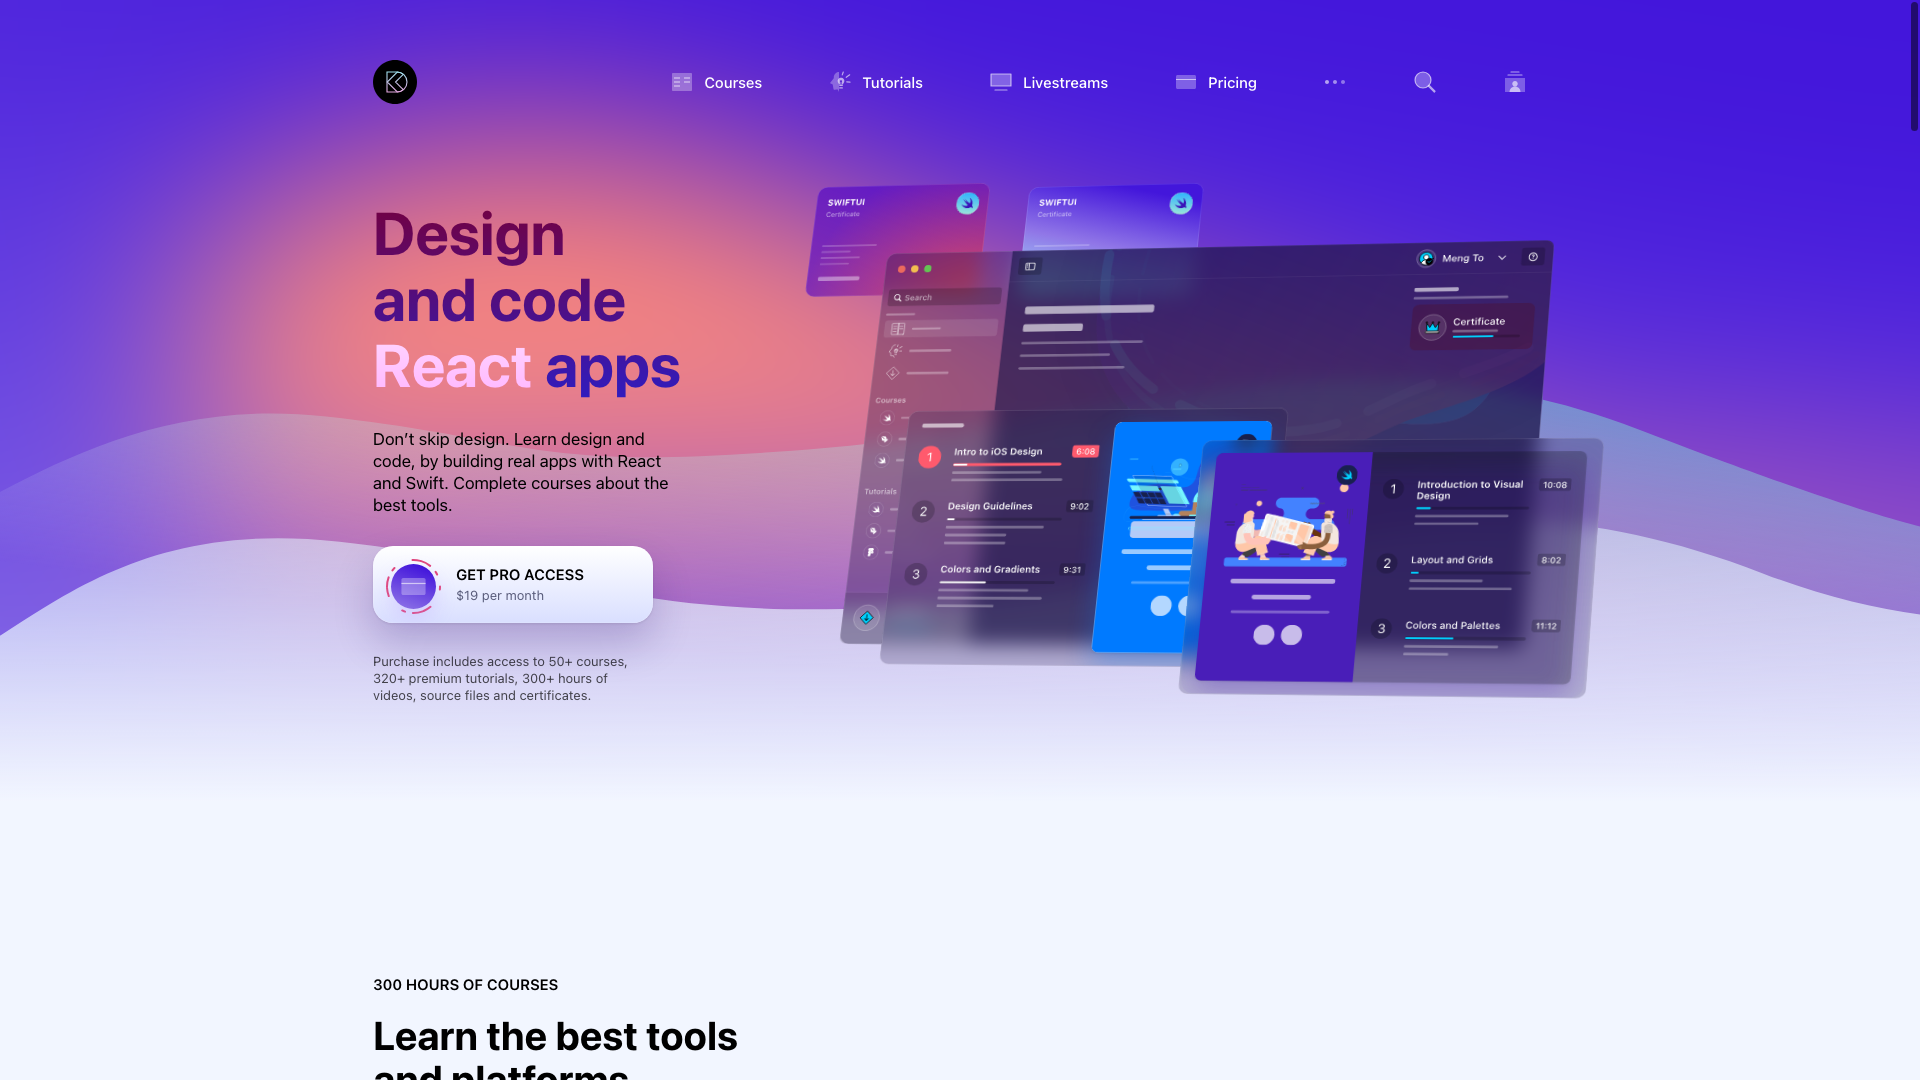 Courses
Tutorials
Livestreams
Pricing
Design
and code
React apps
Don’t skip design. Learn design and
code, by building real apps with React
and Swift. Complete courses about the
best tools.
GET PRO ACCESS
$19 per month
Purchase includes access to 50+ courses,
320+ premium tutorials, 300+ hours of
videos, source files and certificates.
SWIFTUI
Certificate
SWIFTUI
Certificate
Meng To
Search
Certificate
Courses
Tutorials
1
Intro to iOS Design
6:08
2
Design Guidelines
9:02
3
Colors and Gradients
9:31
1
Introduction to Visual
Design
10:08
2
Layout and Grids
8:02
3
Colors and Palettes
11:12
300 HOURS OF COURSES
Learn the best tools
and platforms